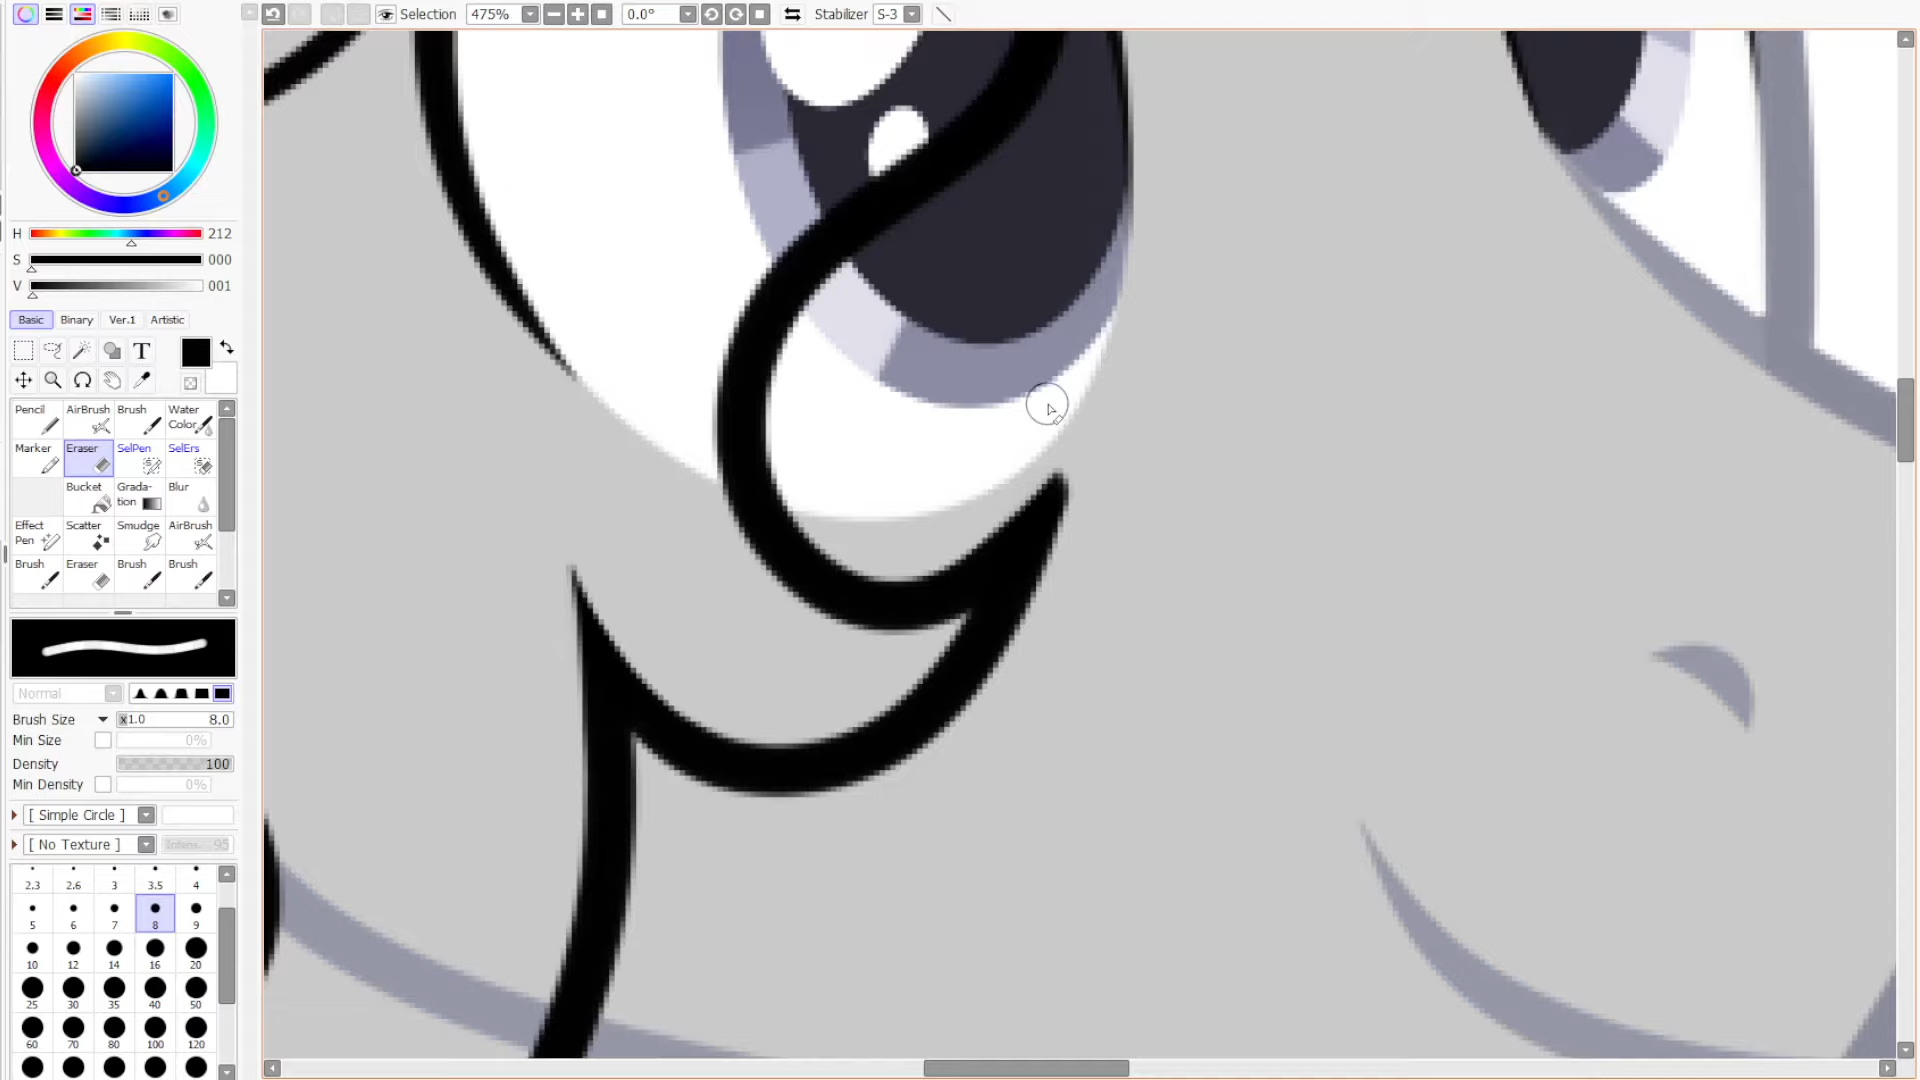 Selection 475% 0.0° Stabilizer S-3
H 212
S 000
V 001
Basic Binary Ver.1 Artistic
T
Pencil AirBrush Brush Water Color
Marker Eraser SelPen SelErs
Bucket Grada-tion Blur
Effect Pen Scatter Smudge AirBrush
Brush Eraser Brush Brush
Normal
Brush Size x1.0 8.0
Min Size 0%
Density 100
Min Density 0%
[ Simple Circle ]
[ No Texture ] Intens. 95
2.3 2.6 3 3.5 4
5 6 7 8 9
10 12 14 16 20
25 30 35 40 50
60 70 80 100 120